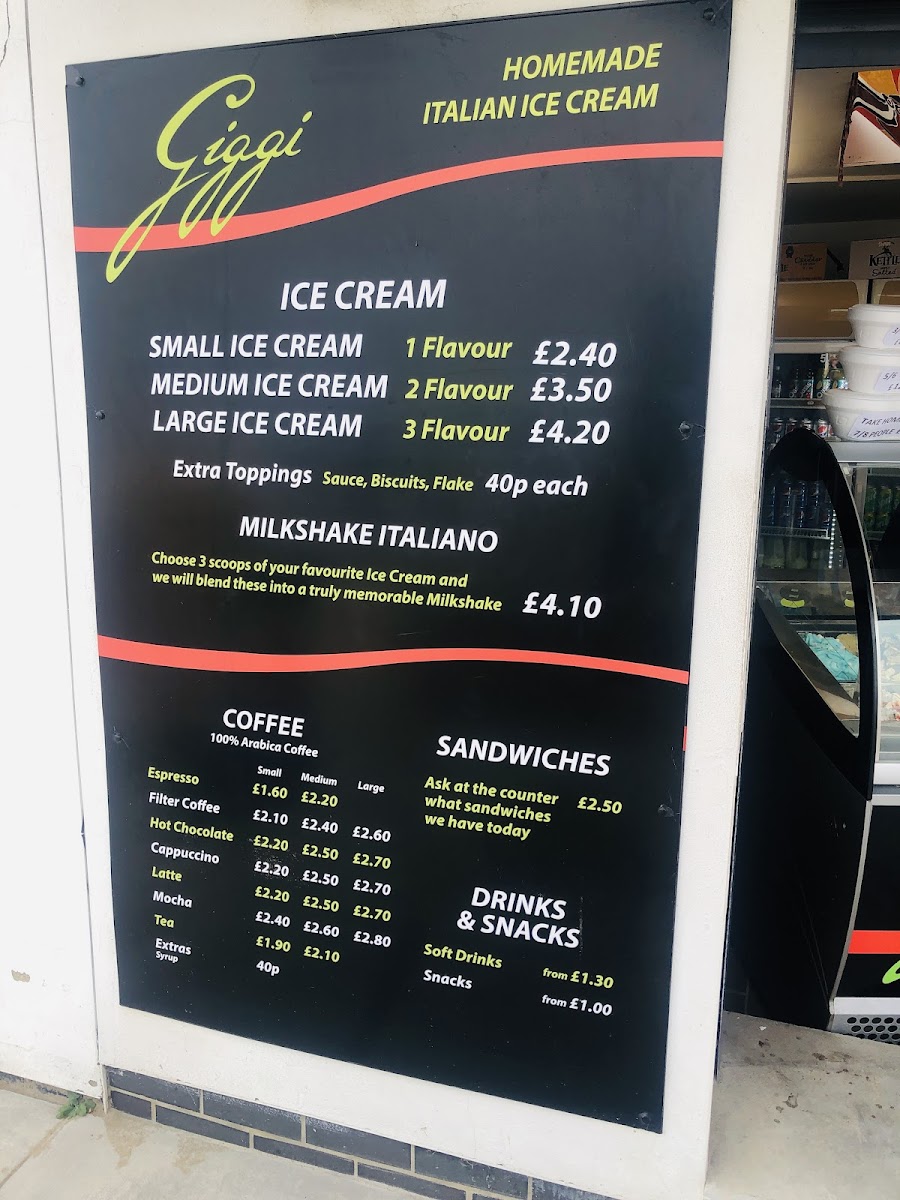 Giggi
HOMEMADE
ITALIAN ICE CREAM
ICE CREAM
SMALL ICE CREAM 1 Flavour £2.40
MEDIUM ICE CREAM 2 Flavour £3.50
LARGE ICE CREAM 3 Flavour £4.20
Extra Toppings Sauce, Biscuits, Flake 40p each
MILKSHAKE ITALIANO
Choose 3 scoops of your favourite Ice Cream and
we will blend these into a truly memorable Milkshake £4.10
COFFEE
100% Arabica Coffee
Small Medium Large
Espresso £1.60 £2.20
Filter Coffee £2.10 £2.40 £2.60
Hot Chocolate £2.20 £2.50 £2.70
Cappuccino £2.20 £2.50 £2.70
Latte £2.20 £2.50 £2.70
Mocha £2.40 £2.60 £2.80
Tea £1.90 £2.10
Extras 40p
Syrup
SANDWICHES
Ask at the counter £2.50
what sandwiches
we have today
DRINKS
& SNACKS
Soft Drinks from £1.30
Snacks from £1.00
TAKE HOME
7/8 PEOPLE